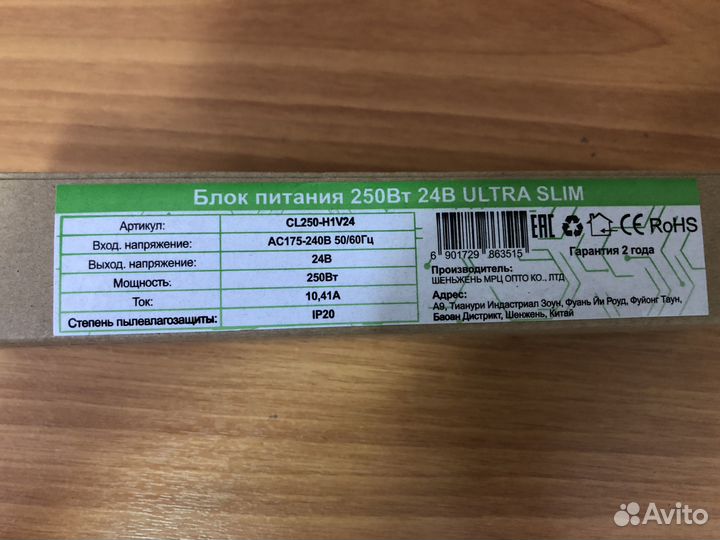 Блок питания 250Вт 24В ULTRA SLIM
Артикул: CL250-H1V24
Вход. напряжение: AC175-240В 50/60Гц
Выход. напряжение: 24В
Мощность: 250Вт
Ток: 10,41А
Степень пылевлагозащиты: IP20
6 901729 863515
EAC CE RoHS
Гарантия 2 года
Производитель:
ШЕНЬЖЕНЬ МРЦ ОПТО КО., ЛТД
Адрес:
А9, Тианури Индастриал Зоун, Фуань Йи Роуд, Фуйонг Таун,
Баоан Дистрикт, Шенжень, Китай
Avito